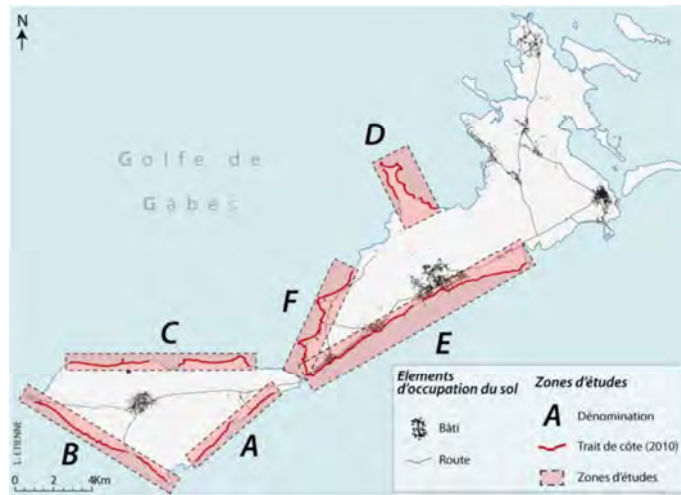 N
Golfe de
Gabès
D
F
C
E
A
B
L. ETIENNE
0 2 4Km
Elements
d'occupation du sol
Bâti
Route
Zones d'études
A Dénomination
Trait de côte (2010)
Zones d'études